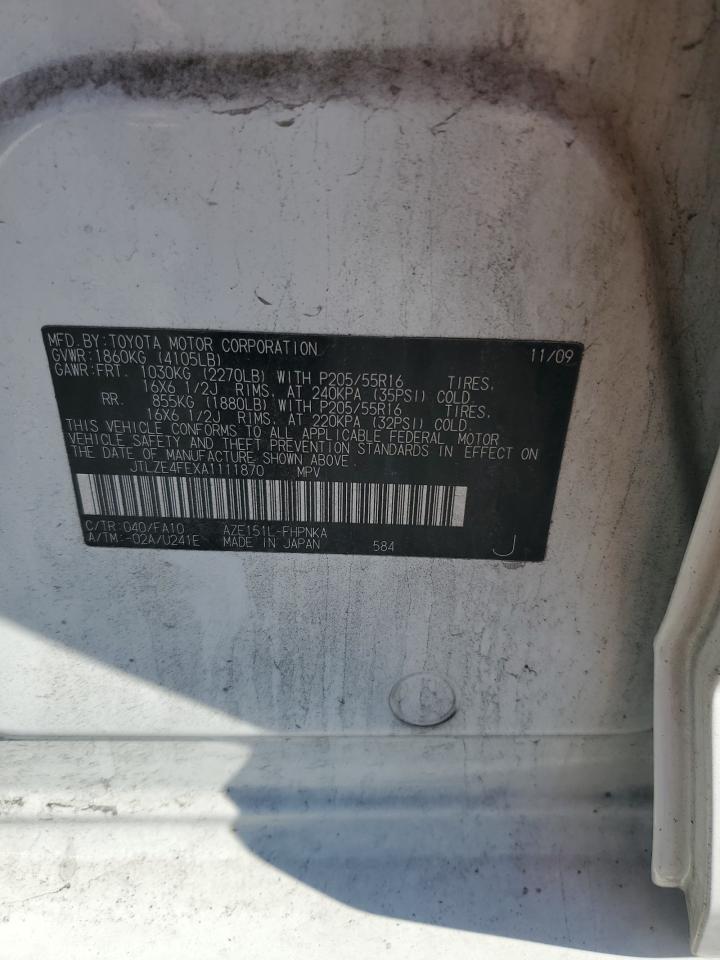 MFD.BY:TOYOTA MOTOR CORPORATION 11/09
GVWR:1860KG (4105LB)
GAWR:FRT. 1030KG (2270LB) WITH P205/55R16 TIRES,
16X6 1/2J RIMS, AT 240KPA (35PSI) COLD.
RR. 855KG (1880LB) WITH P205/55R16 TIRES,
16X6 1/2J RIMS, AT 220KPA (32PSI) COLD.
THIS VEHICLE CONFORMS TO ALL APPLICABLE FEDERAL MOTOR
VEHICLE SAFETY AND THEFT PREVENTION STANDARDS IN EFFECT ON
THE DATE OF MANUFACTURE SHOWN ABOVE.
JTLZE4FEXA1111870 MPV
C/TR:040/FA10 AZE151L-FHPNKA
A/TM:-02A/U241E MADE IN JAPAN 584 J